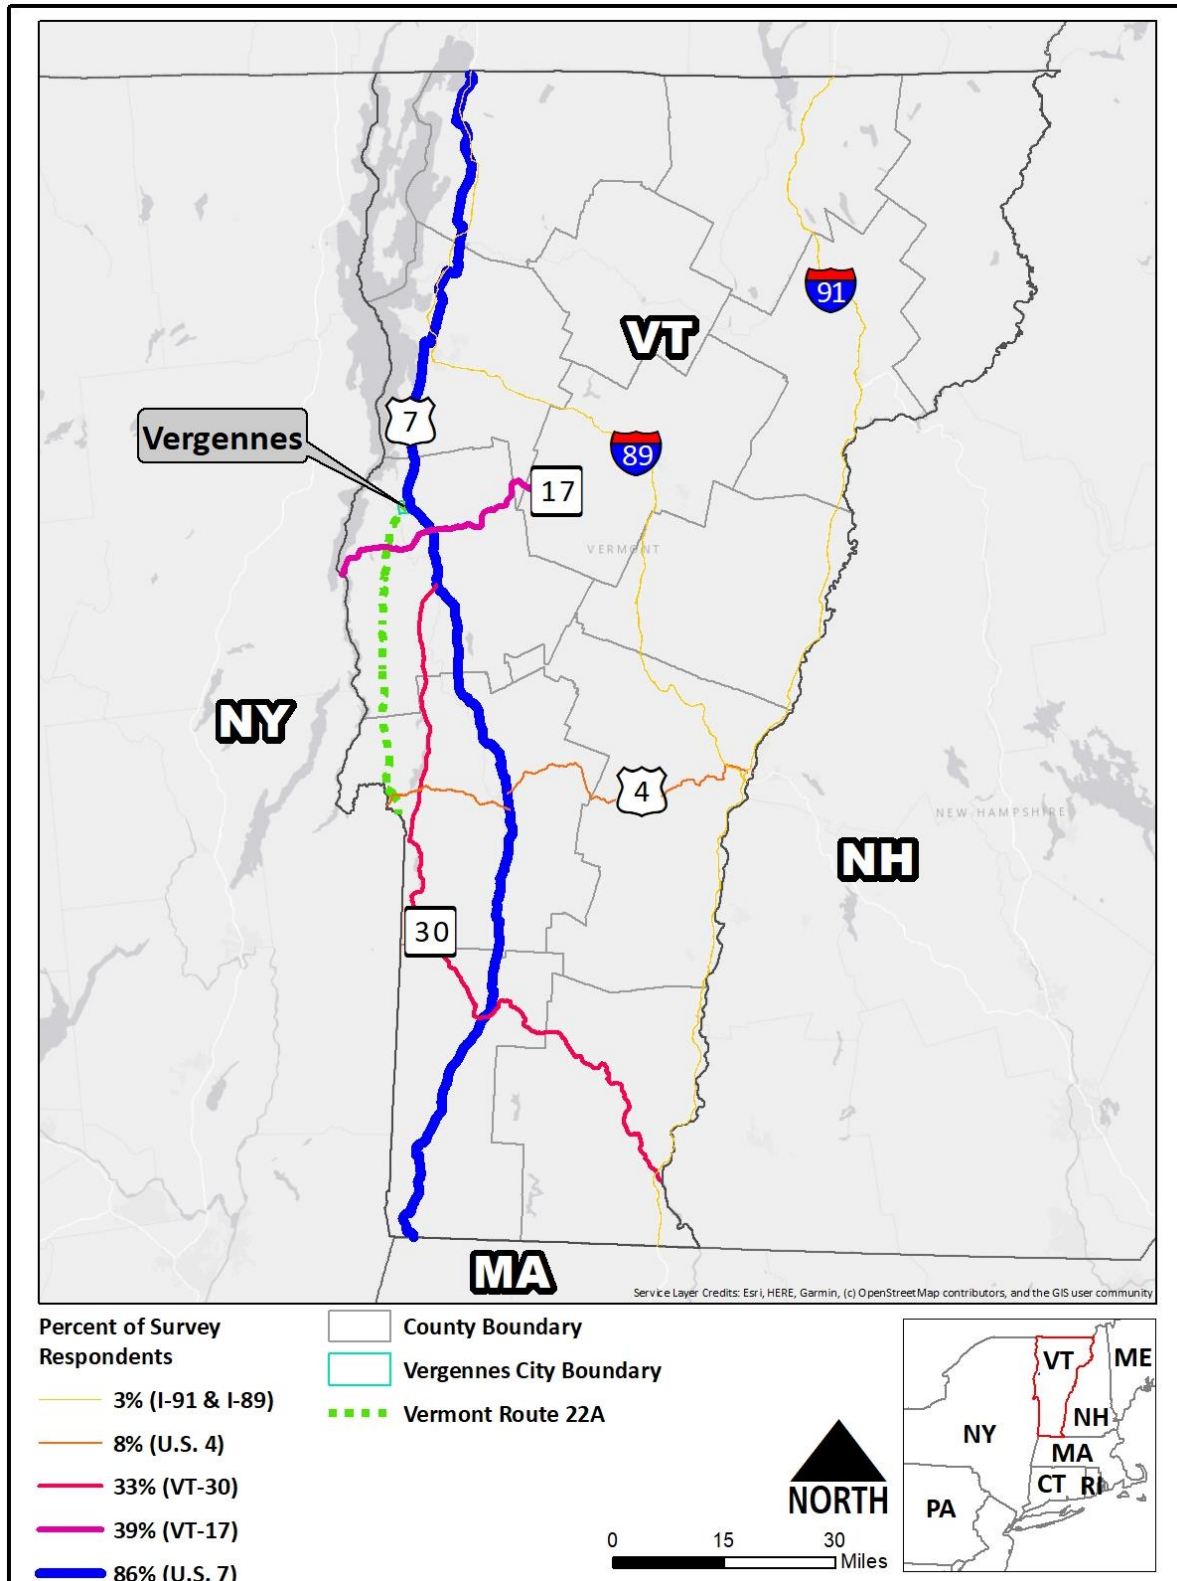 91
VT
7
Vergennes
89
17
VERMONT
NY
4
NEW HAMPSHIRE
NH
30
MA
Service Layer Credits: Esri, HERE, Garmin, (c) OpenStreetMap contributors, and the GIS user community
Percent of Survey
Respondents
3% (I-91 & I-89)
8% (U.S. 4)
33% (VT-30)
39% (VT-17)
86% (U.S. 7)
County Boundary
Vergennes City Boundary
Vermont Route 22A
NORTH
0 15 30
Miles
VT
ME
NH
NY
MA
CT
RI
PA